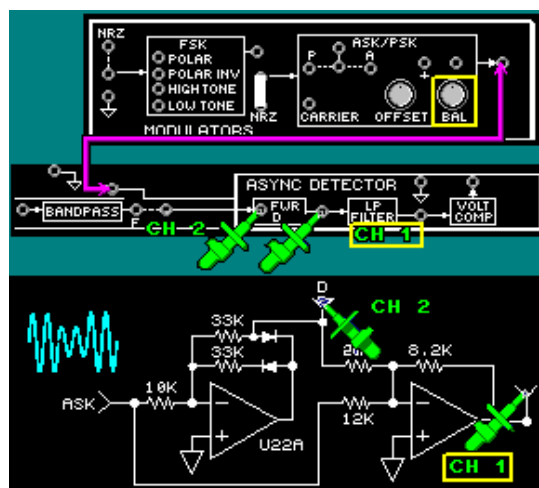 NRZ
FSK
POLAR
POLAR INV
HIGH TONE
LOW TONE
NRZ
ASK/PSK
P A
+
CARRIER OFFSET BAL
MODULATORS
ASYNC DETECTOR
BANDPASS
F
FWR
D
LP
FILTER
VOLT
COMP
CH 2
CH 1
D
CH 2
33K
33K
8.2K
10K
ASK
12K
U22A
CH 1